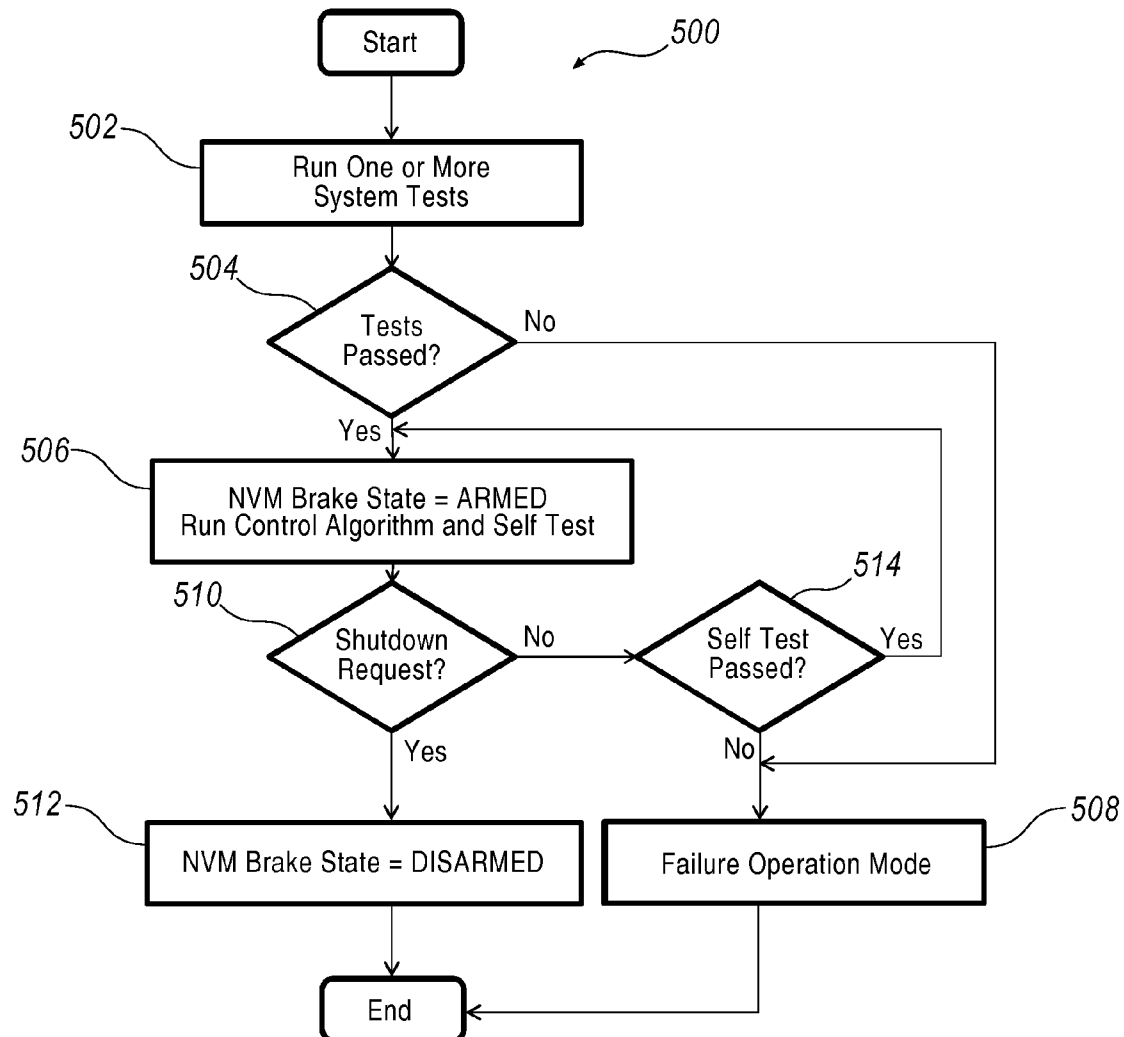 Start
500
502
Run One or More
System Tests
504
Tests
Passed?
No
Yes
506
NVM Brake State = ARMED
Run Control Algorithm and Self Test
510
Shutdown
Request?
No
514
Self Test
Passed?
Yes
Yes
No
512
NVM Brake State = DISARMED
508
Failure Operation Mode
End